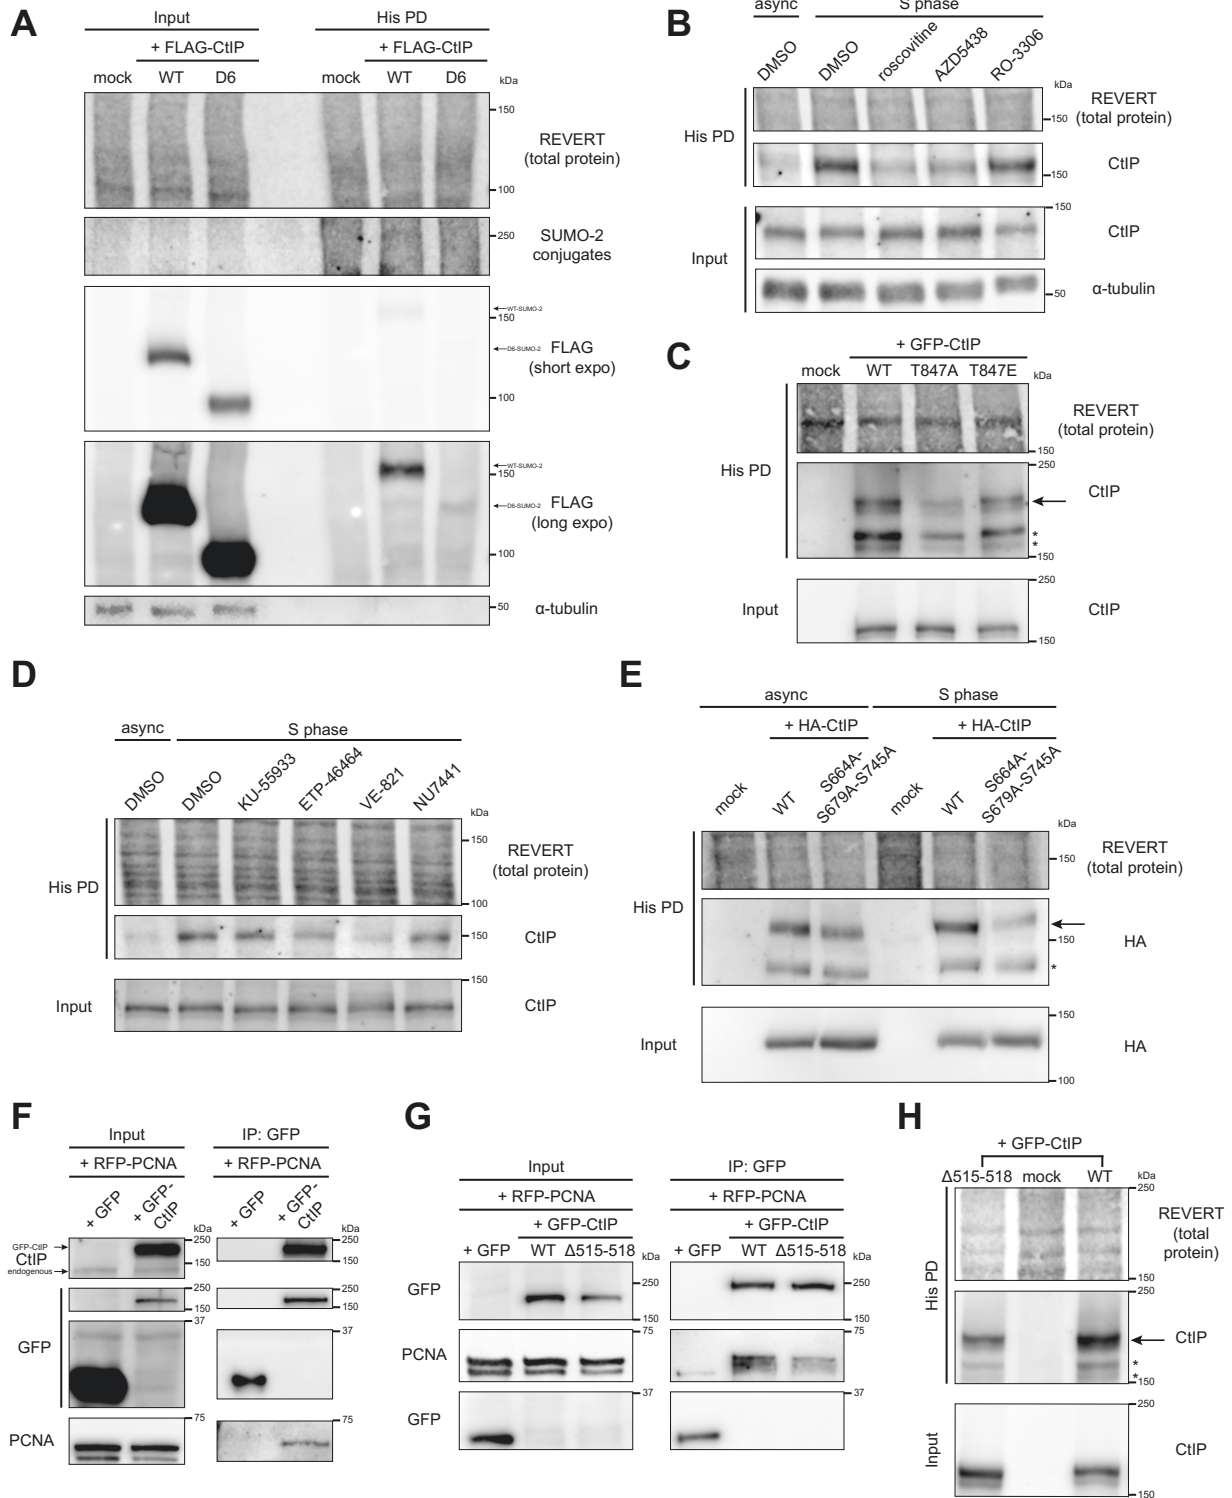 A
Input
His PD
+ FLAG-CtIP
+ FLAG-CtIP
mock
WT
D6
mock
WT
D6
kDa
150
REVERT
(total protein)
100
250
SUMO-2
conjugates
WT-SUMO-2
150
D6-SUMO-2
FLAG
(short expo)
100
WT-SUMO-2
150
D6-SUMO-2
FLAG
(long expo)
100
50
α-tubulin
B
async
S phase
DMSO
DMSO
roscovitine
AZD5438
RO-3306
kDa
His PD
REVERT
(total protein)
150
CtIP
150
150
Input
CtIP
50
α-tubulin
C
+ GFP-CtIP
mock
WT
T847A
T847E
kDa
His PD
REVERT
(total protein)
150
250
CtIP
*
*
150
250
Input
CtIP
150
D
async
S phase
DMSO
DMSO
KU-55933
ETP-46464
VE-821
NU7441
kDa
150
REVERT
(total protein)
His PD
100
150
CtIP
150
Input
CtIP
E
async
S phase
+ HA-CtIP
+ HA-CtIP
mock
WT
S664A-
S679A-S745A
mock
WT
S664A-
S679A-S745A
kDa
150
REVERT
(total protein)
His PD
150
HA
*
150
Input
HA
100
F
Input
IP: GFP
+ RFP-PCNA
+ RFP-PCNA
+ GFP
+ GFP-
CtIP
+ GFP
+ GFP-
CtIP
kDa
kDa
GFP-CtIP
CtIP
endogenous
250
150
250
150
250
150
250
150
GFP
37
37
75
75
PCNA
G
Input
IP: GFP
+ RFP-PCNA
+ RFP-PCNA
+ GFP-CtIP
+ GFP-CtIP
+ GFP
WT
Δ515-518
kDa
+ GFP
WT
Δ515-518
kDa
GFP
250
250
150
150
75
75
PCNA
37
37
GFP
H
+ GFP-CtIP
Δ515-518
mock
WT
kDa
250
His PD
REVERT
(total
protein)
150
250
CtIP
*
*
150
250
Input
CtIP
150